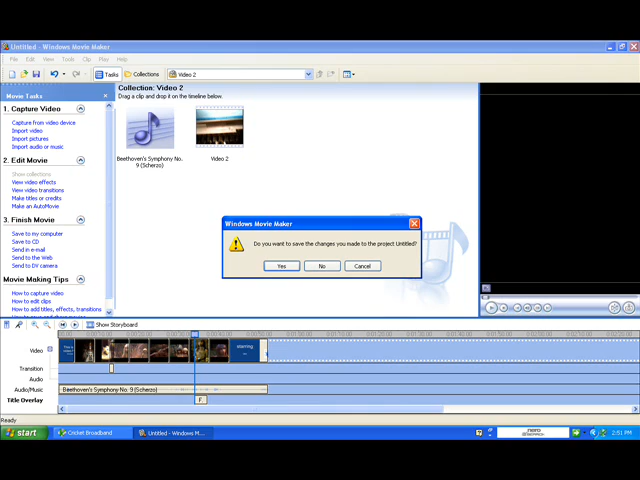 Untitled - Windows Movie Maker
File Edit View Tools Clip Play Help
Tasks Collections Video 2
Movie Tasks
1. Capture Video
Capture from video device
Import video
Import pictures
Import audio or music
2. Edit Movie
Show collections
View video effects
View video transitions
Make titles or credits
Make an AutoMovie
3. Finish Movie
Save to my computer
Save to CD
Send in e-mail
Send to the Web
Send to DV camera
Movie Making Tips
How to capture video
How to edit clips
How to add titles, effects, transitions
Collection: Video 2
Drag a clip and drop it on the timeline below.
Beethoven's Symphony No. 9 (Scherzo)
Video 2
Windows Movie Maker
Do you want to save the changes you made to the project Untitled?
Yes No Cancel
Show Storyboard
Video
starring
Transition
Audio
Audio/Music
Beethoven's Symphony No. 9 (Scherzo)
Title Overlay
F.
Ready
start
Cricket Broadband
Untitled - Windows M...
2:51 PM